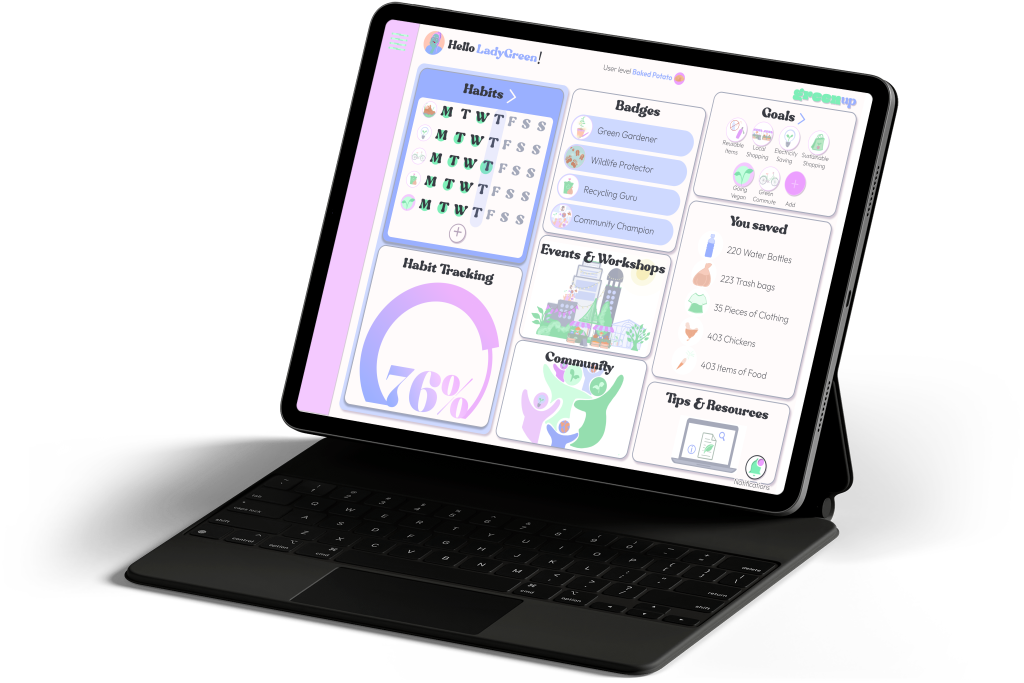 Hello LadyGreen!
User level Baked Potato
greenup
Habits
M T W T F S S
M T W T F S S
M T W T F S S
M T W T F S S
M T W T F S S
Habit Tracking
76%
Badges
Green Gardener
Wildlife Protector
Recycling Guru
Community Champion
Events & Workshops
Community
Goals
Reusable
Items
Local
Shopping
Electricity
Saving
Sustainable
Shopping
Going
Vegan
Green
Commute
Add
You saved
220 Water Bottles
223 Trash bags
35 Pieces of Clothing
403 Chickens
403 Items of Food
Tips & Resources
Notifications
tab Q W E R T Y U I O P
caps lock A S D F G H J K L
shift Z X C V B N M
control option cmd cmd option
delete
return
shift